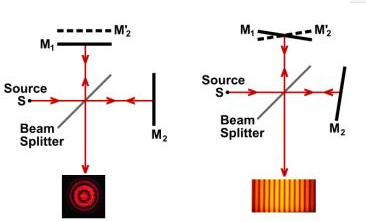 M'₂
M₁
Source
S
Beam
Splitter
M₂
M₁
M'₂
Source
S
Beam
Splitter
M₂